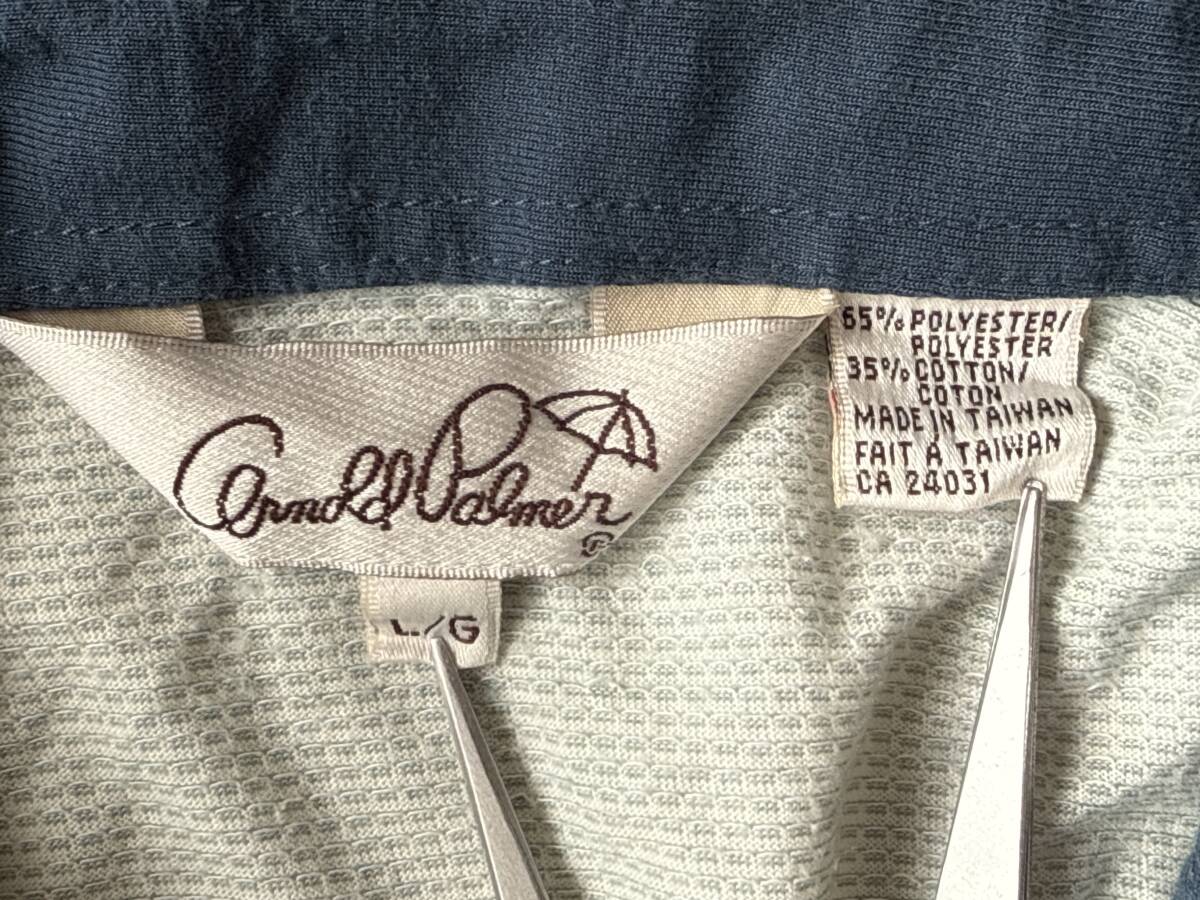 Arnold Palmer
®
L/G
65% POLYESTER/
POLYESTER
35% COTTON/
COTON
MADE IN TAIWAN
FAIT À TAIWAN
CA 24031